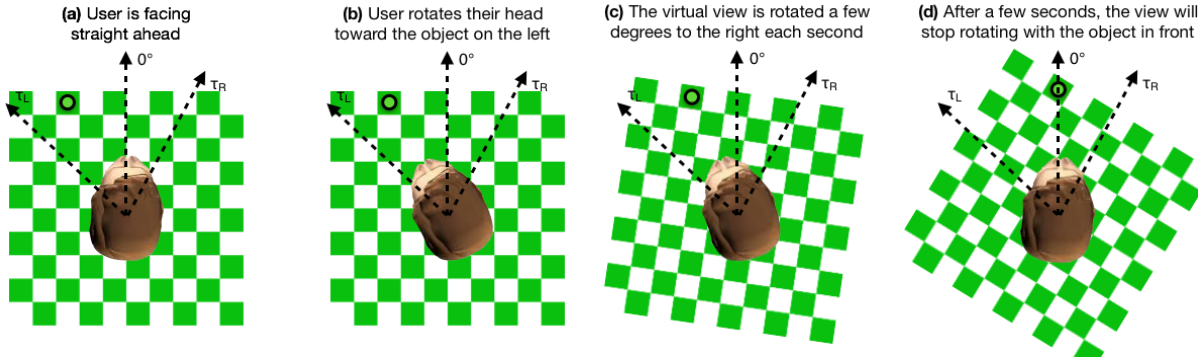 (a) User is facing
straight ahead
0°
τL
τR
(b) User rotates their head
toward the object on the left
0°
τL
τR
(c) The virtual view is rotated a few
degrees to the right each second
0°
τL
τR
(d) After a few seconds, the view will
stop rotating with the object in front
0°
τL
τR